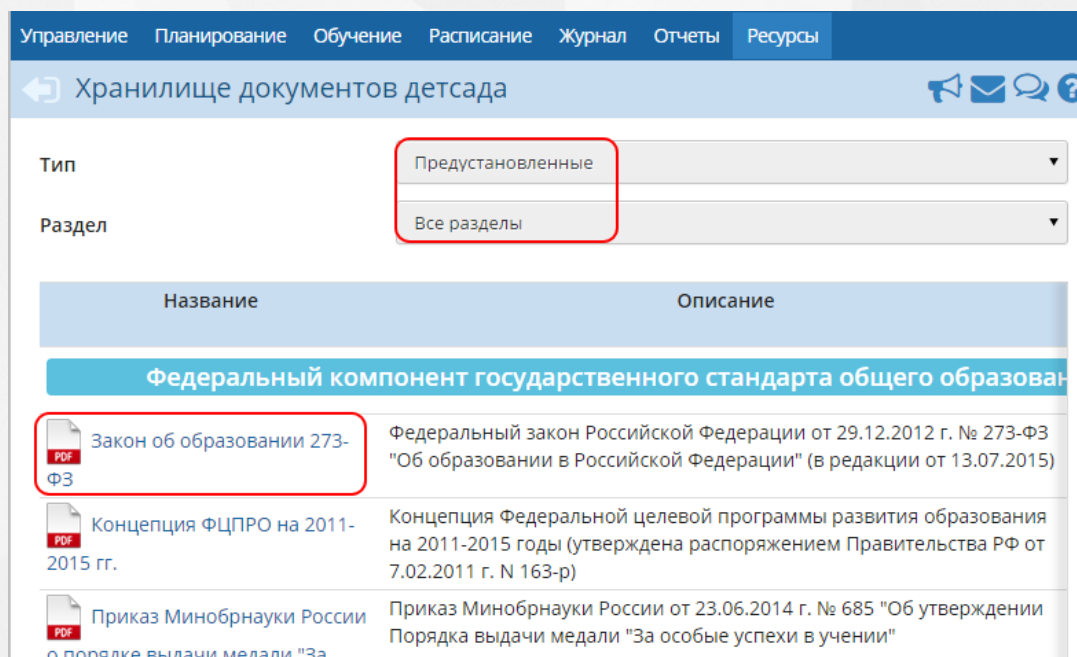 Управление Планирование Обучение Расписание Журнал Отчеты Ресурсы
Хранилище документов детсада
Тип Предустановленные
Раздел Все разделы
Название Описание
Федеральный компонент государственного стандарта общего
Закон об образовании 273-
ФЗ
Федеральный закон Российской Федерации от 29.12.2012 г. № 273-ФЗ
"Об образовании в Российской Федерации" (в редакции от 13.07.2015)
Концепция ФЦПРО на 2011-
2015 гг.
Концепция Федеральной целевой программы развития образования
на 2011-2015 годы (утверждена распоряжением Правительства РФ от
7.02.2011 г. N 163-р)
Приказ Минобрнауки России
о порядке выдачи медали "За
Приказ Минобрнауки России от 23.06.2014 г. № 685 "Об утверждении
Порядка выдачи медали "За особые успехи в учении"
PDF
PDF
PDF